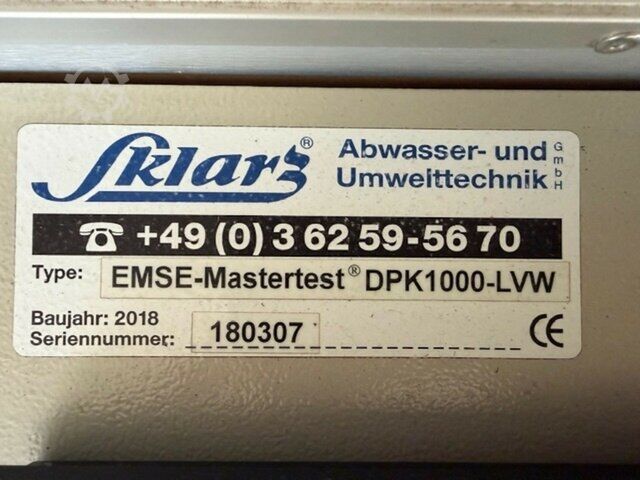 Sklarz® Abwasser- und
Umwelttechnik GmbH
☎ +49 (0) 3 62 59-56 70
Type: EMSE-Mastertest® DPK1000-LVW
Baujahr: 2018
Seriennummer: 180307 CE